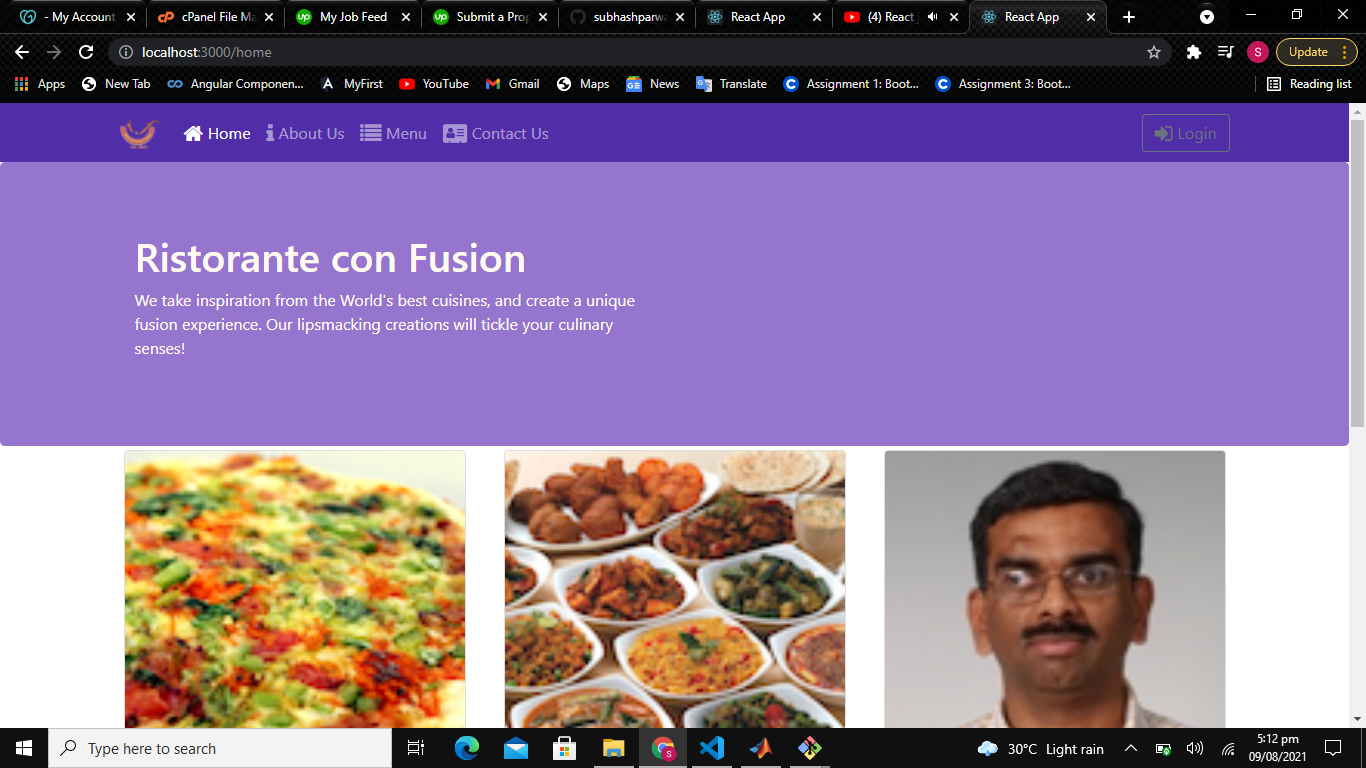 - My Account
cPanel File Ma
My Job Feed
Submit a Prop
subhashparwa
React App
(4) React J
React App
localhost:3000/home
Update
Apps
New Tab
Angular Componen...
MyFirst
YouTube
Gmail
Maps
News
Translate
Assignment 1: Boot...
Assignment 3: Boot...
Reading list
Home
About Us
Menu
Contact Us
Login
Ristorante con Fusion
We take inspiration from the World's best cuisines, and create a unique
fusion experience. Our lipsmacking creations will tickle your culinary
senses!
Type here to search
30°C Light rain
5:12 pm
09/08/2021